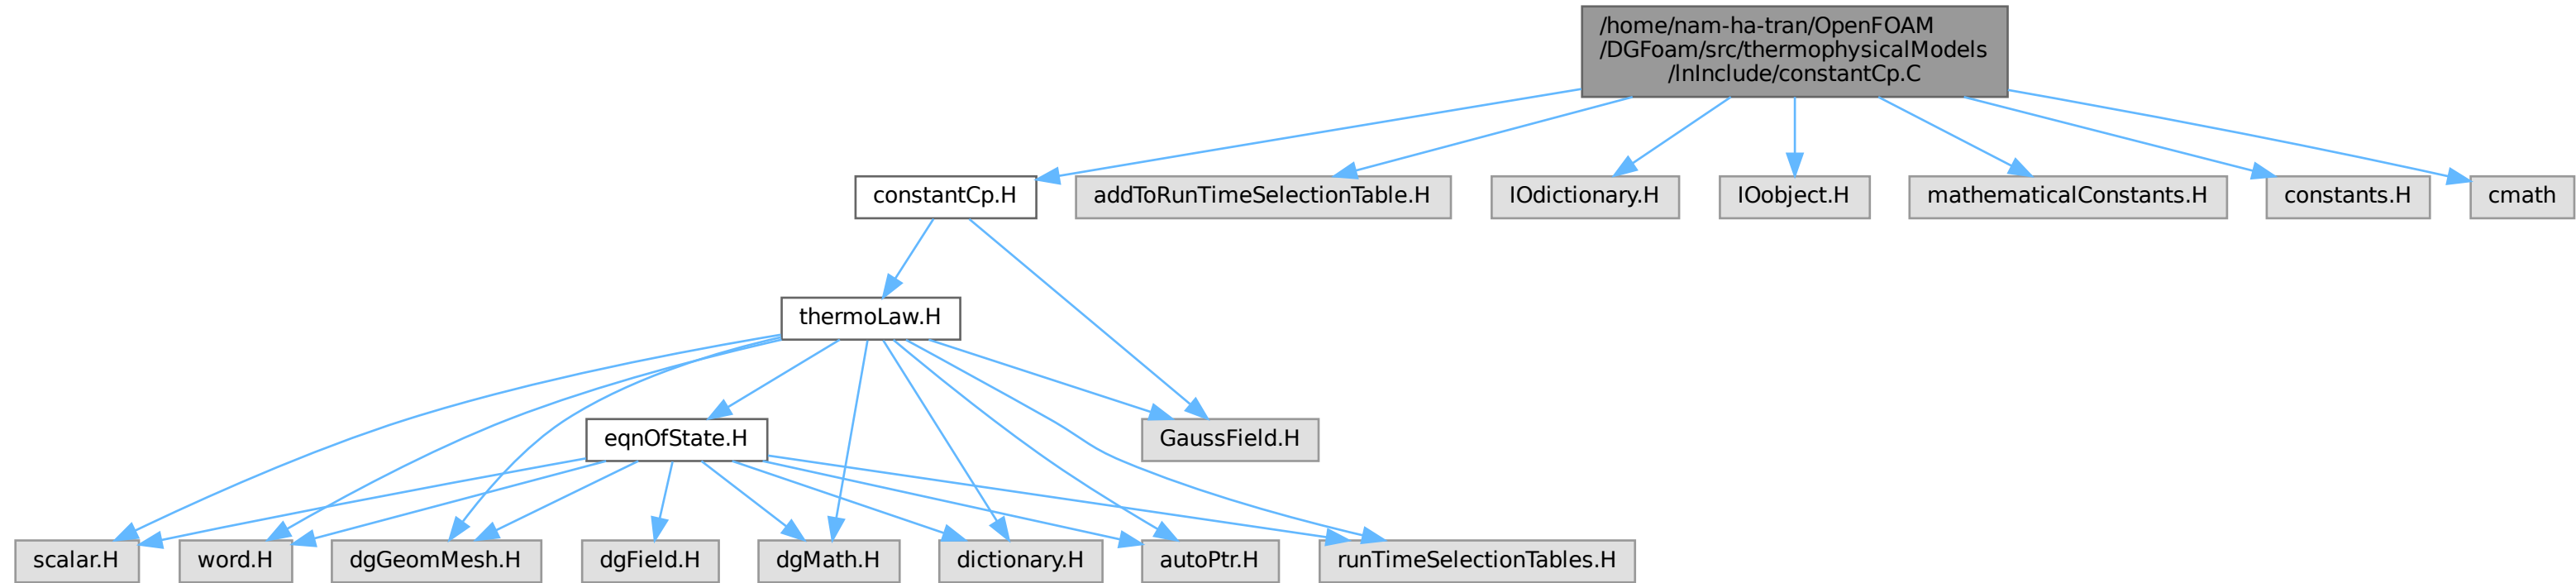 /home/nam-ha-tran/OpenFOAM
/DGFoam/src/thermophysicalModels
/lnInclude/constantCp.C
constantCp.H
addToRunTimeSelectionTable.H
IOdictionary.H
IOobject.H
mathematicalConstants.H
constants.H
cmath
thermoLaw.H
eqnOfState.H
GaussField.H
scalar.H
word.H
dgGeomMesh.H
dgField.H
dgMath.H
dictionary.H
autoPtr.H
runTimeSelectionTables.H